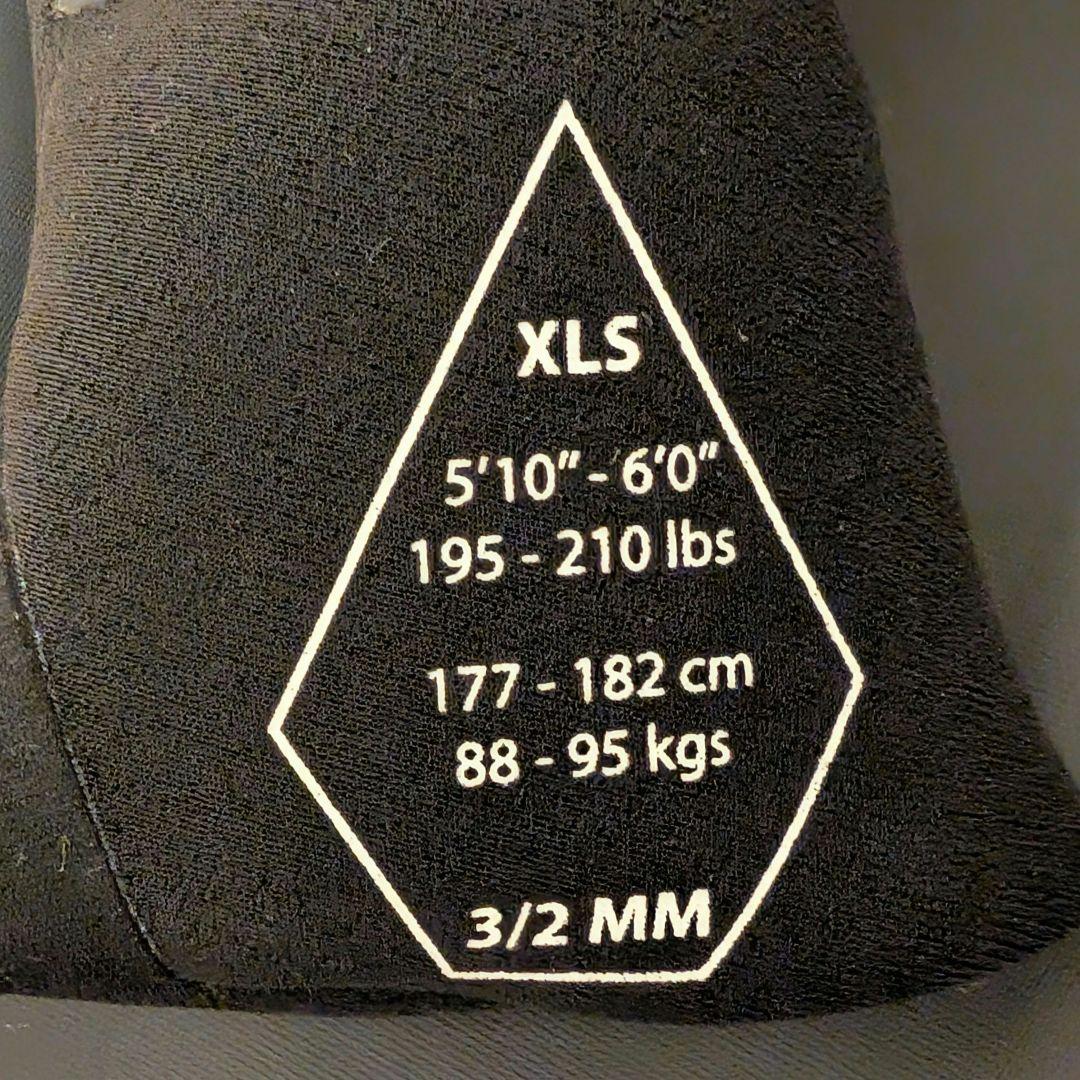 XLS
5'10" - 6'0"
195 - 210 lbs
177 - 182 cm
88 - 95 kgs
3/2 MM